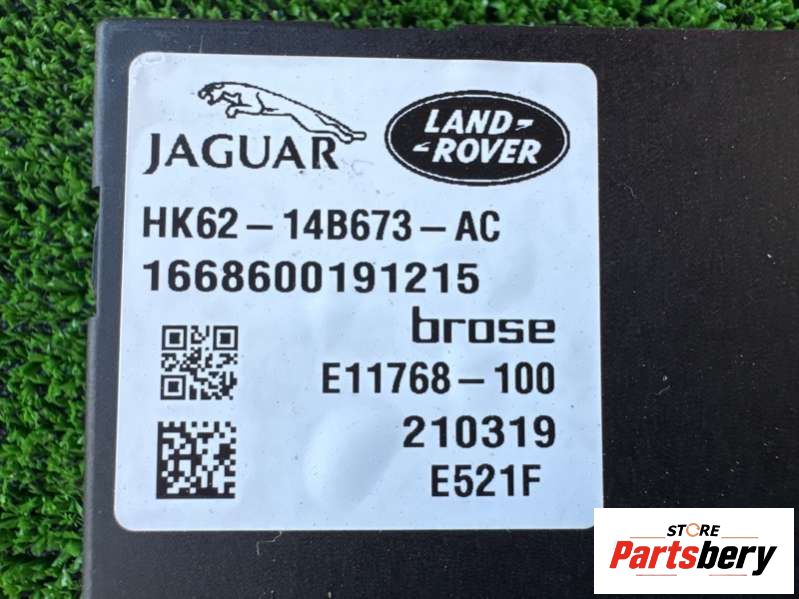 JAGUAR
LAND-
ROVER
HK62-14B673-AC
1668600191215
brose
E11768-100
210319
E521F
STORE
Partsbery